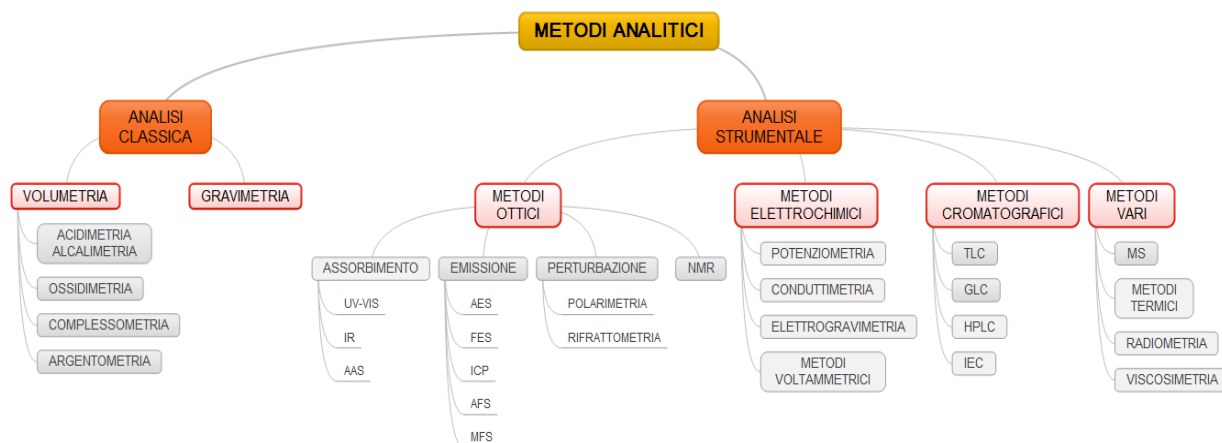 METODI ANALITICI
ANALISI
CLASSICA
ANALISI
STRUMENTALE
VOLUMETRIA
GRAVIMETRIA
METODI
OTTICI
METODI
ELETTROCHIMICI
METODI
CROMATOGRAFICI
METODI
VARI
ACIDIMETRIA
ALCALIMETRIA
OSSIDIMETRIA
COMPLESSOMETRIA
ARGENTOMETRIA
ASSORBIMENTO
UV-VIS
IR
AAS
EMISSIONE
AES
FES
ICP
AFS
MFS
PERTURBAZIONE
POLARIMETRIA
RIFRATTOMETRIA
NMR
POTENZIOMETRIA
CONDUTTIMETRIA
ELETTROGRAVIMETRIA
METODI
VOLTAMMETRICI
TLC
GLC
HPLC
IEC
MS
METODI
TERMICI
RADIOMETRIA
VISCOSIMETRIA